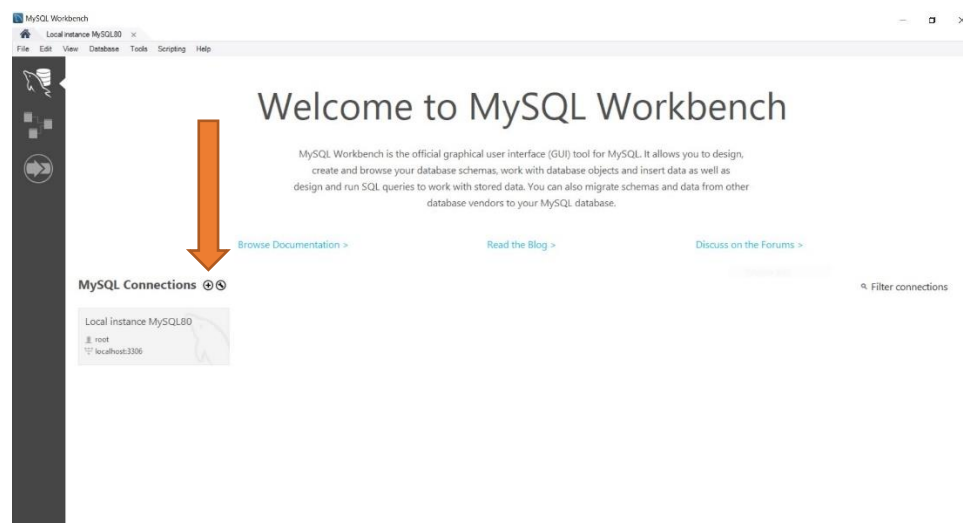 MySQL Workbench
Local instance MySQL80 ×
File Edit View Database Tools Scripting Help
Welcome to MySQL Workbench
MySQL Workbench is the official graphical user interface (GUI) tool for MySQL. It allows you to design,
create and browse your database schemas, work with database objects and insert data as well as
design and run SQL queries to work with stored data. You can also migrate schemas and data from other
database vendors to your MySQL database.
Browse Documentation > Read the Blog > Discuss on the Forums >
MySQL Connections Filter connections
Local instance MySQL80
root
localhost:3306